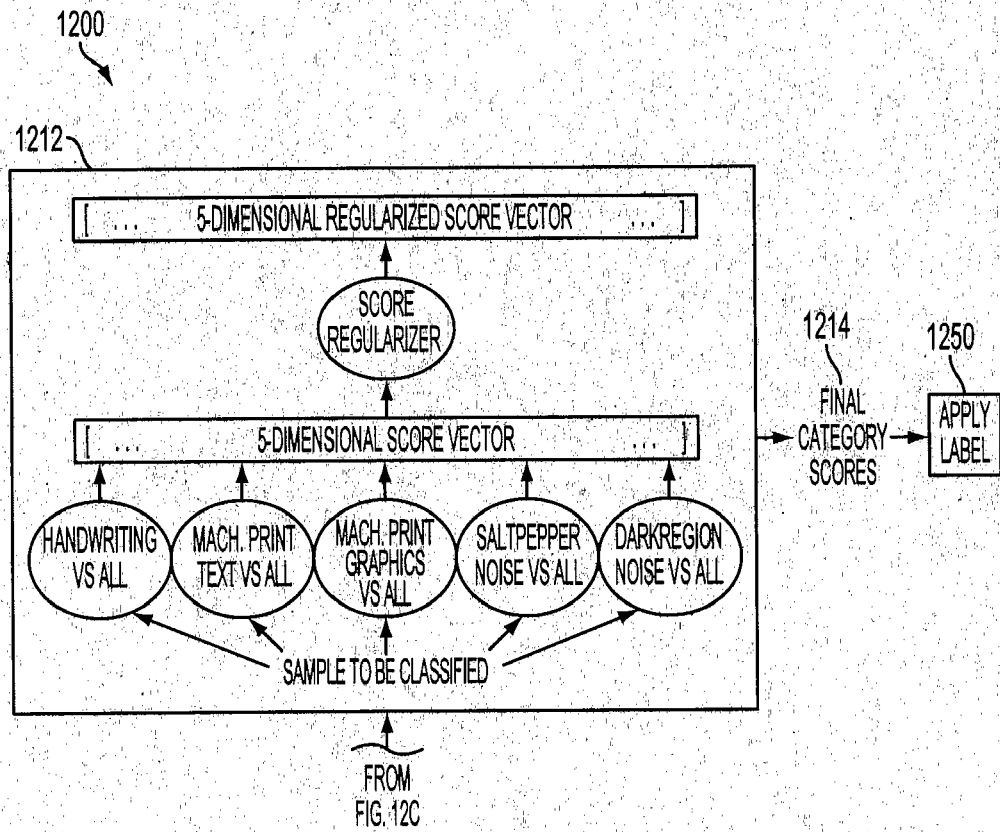 1200
1212
[ ... 5-DIMENSIONAL REGULARIZED SCORE VECTOR ... ]
SCORE
REGULARIZER
1214
1250
[ ... 5-DIMENSIONAL SCORE VECTOR ... ]
FINAL
CATEGORY
SCORES
APPLY
LABEL
HANDWRITING
VS ALL
MACH. PRINT
TEXT VS ALL
MACH. PRINT
GRAPHICS
VS ALL
SALTPEPPER
NOISE VS ALL
DARKREGION
NOISE VS ALL
SAMPLE TO BE CLASSIFIED
FROM
FIG. 12C